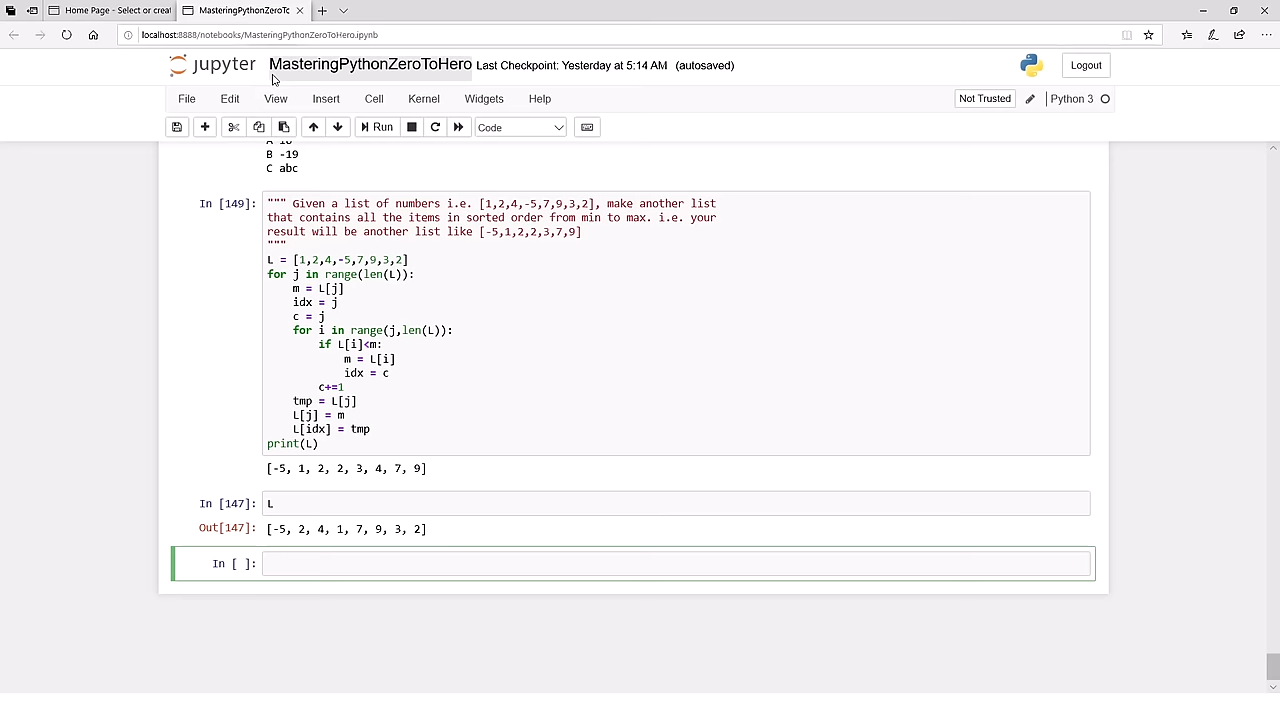 Home Page - Select or creat
MasteringPythonZeroToC
localhost:8888/notebooks/MasteringPythonZeroToHero.ipynb
jupyter MasteringPythonZeroToHero Last Checkpoint: Yesterday at 5:14 AM (autosaved)
Logout
File Edit View Insert Cell Kernel Widgets Help
Not Trusted
Python 3
Run
Code
B -19
C abc
In [149]:
""" Given a list of numbers i.e. [1,2,4,-5,7,9,3,2], make another list
that contains all the items in sorted order from min to max. i.e. your
result will be another list like [-5,1,2,2,3,7,9]
"""
L = [1,2,4,-5,7,9,3,2]
for j in range(len(L)):
    m = L[j]
    idx = j
    c = j
    for i in range(j,len(L)):
        if L[i]<m:
            m = L[i]
            idx = c
        c+=1
    tmp = L[j]
    L[j] = m
    L[idx] = tmp
print(L)
[-5, 1, 2, 2, 3, 4, 7, 9]
In [147]: L
Out[147]: [-5, 2, 4, 1, 7, 9, 3, 2]
In [ ]: